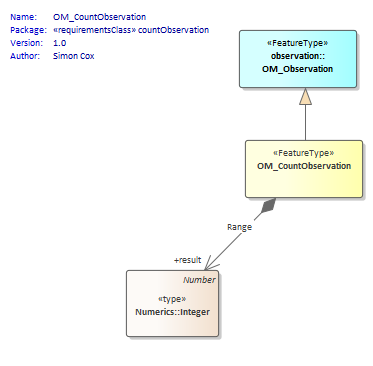 Name: OM_CountObservation
Package: «requirementsClass» countObservation
Version: 1.0
Author: Simon Cox
«FeatureType»
observation::
OM_Observation
«FeatureType»
OM_CountObservation
Range
+result
Number
«type»
Numerics::Integer